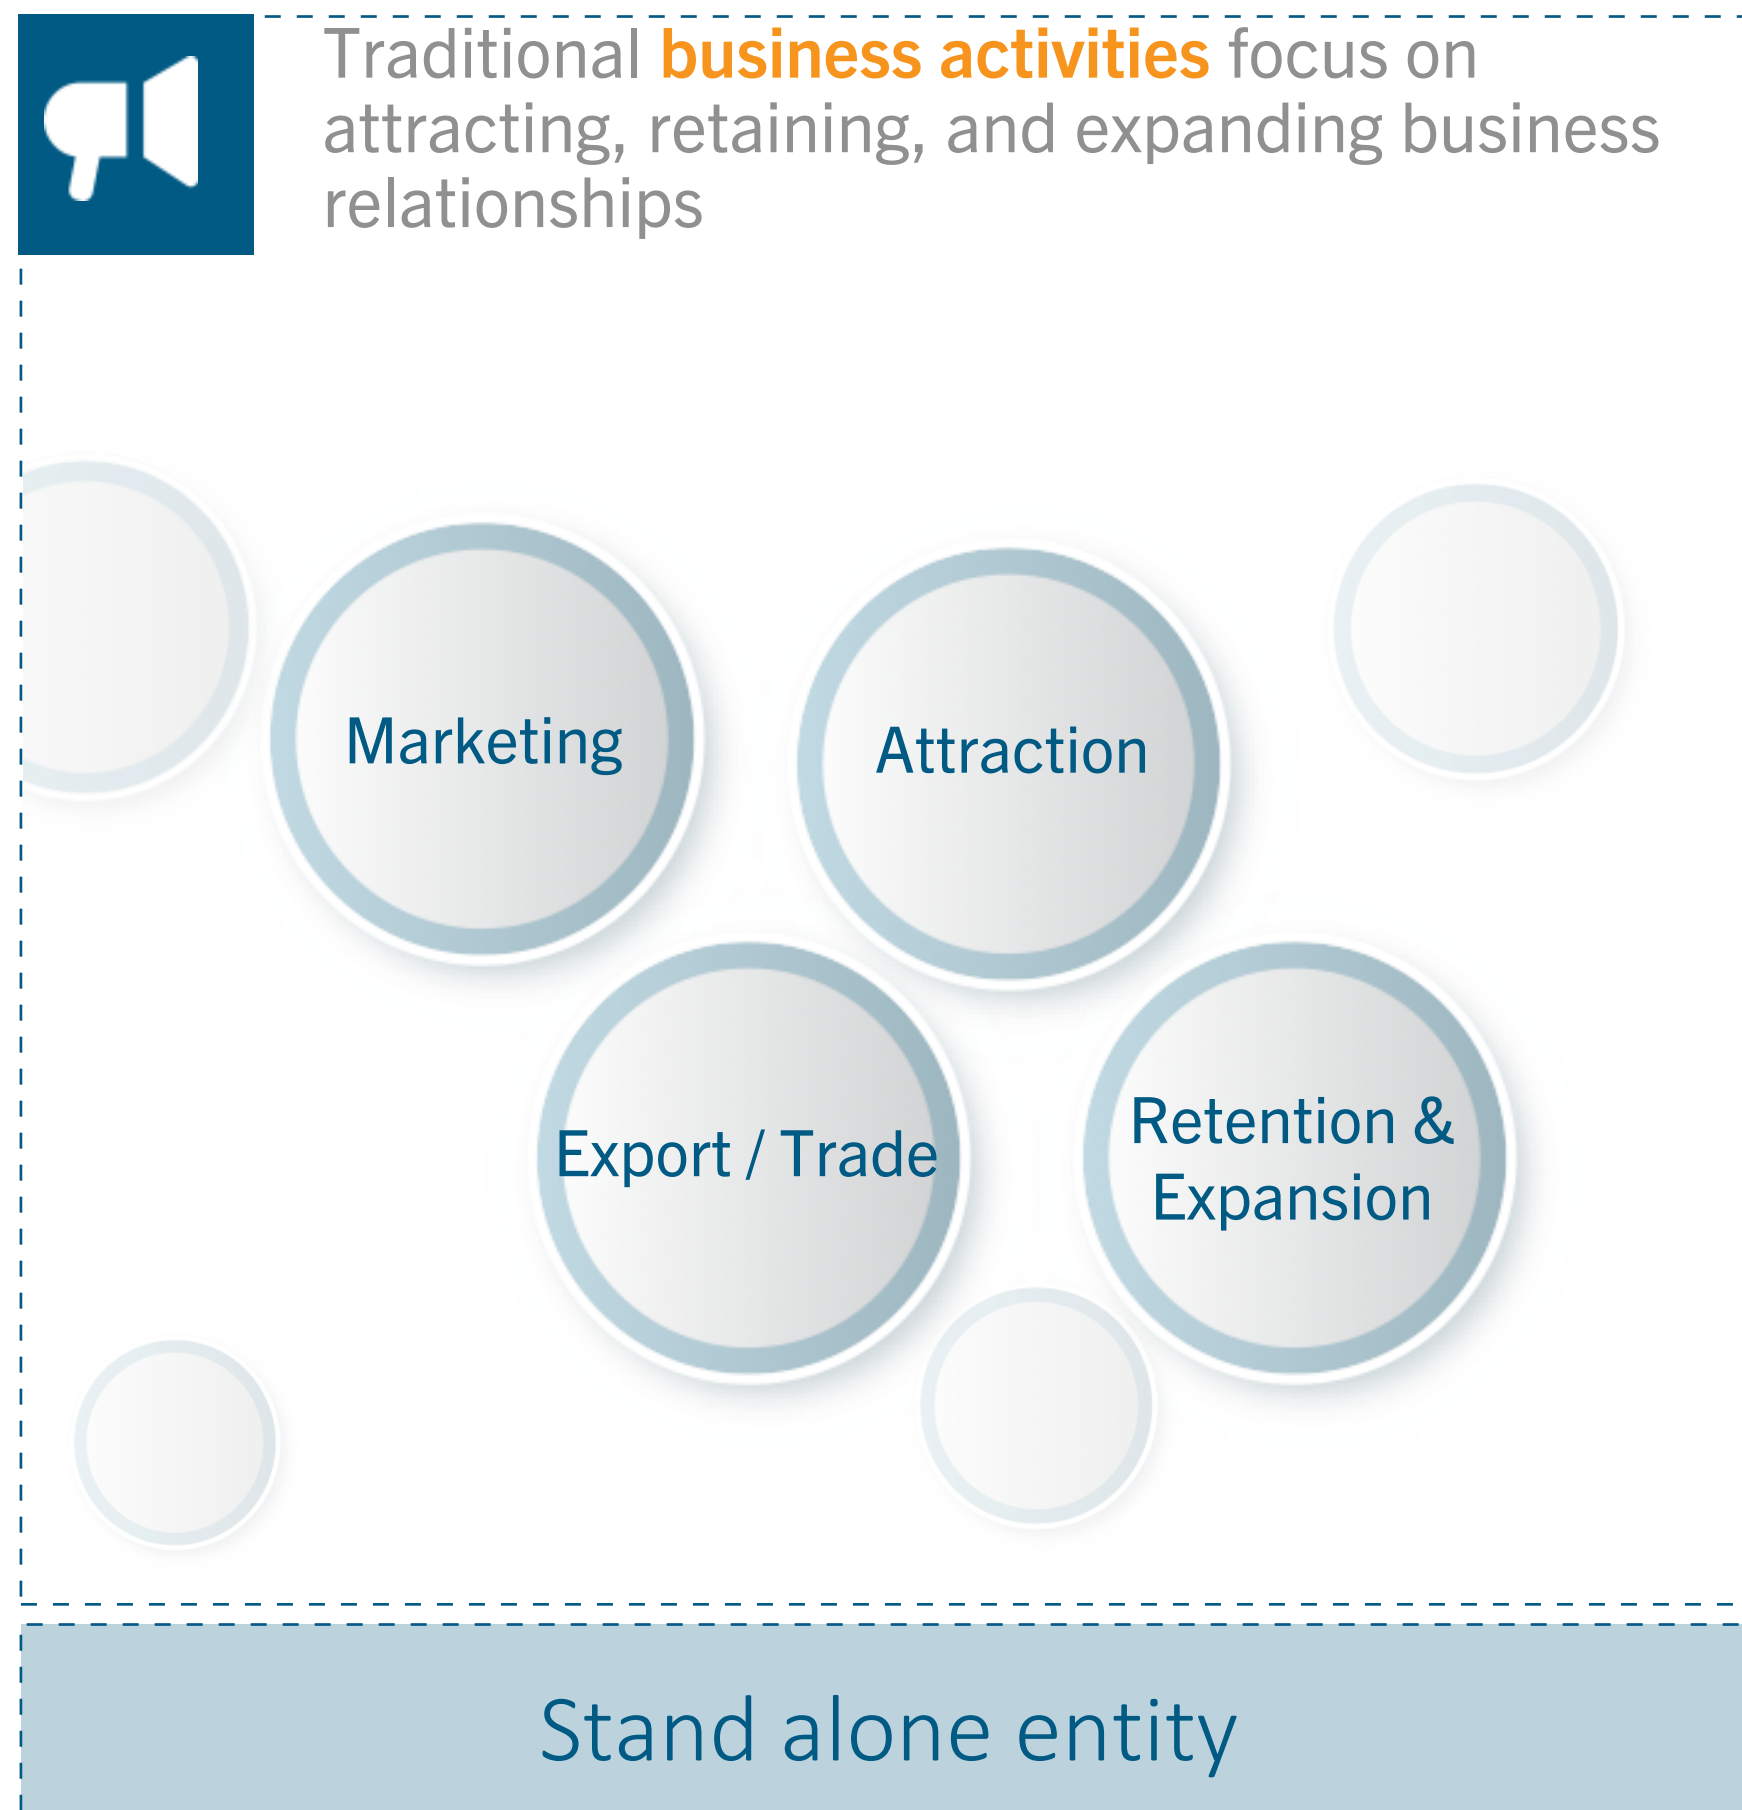 Traditional business activities focus on
attracting, retaining, and expanding business
relationships
Marketing
Attraction
Export / Trade
Retention &
Expansion
Stand alone entity